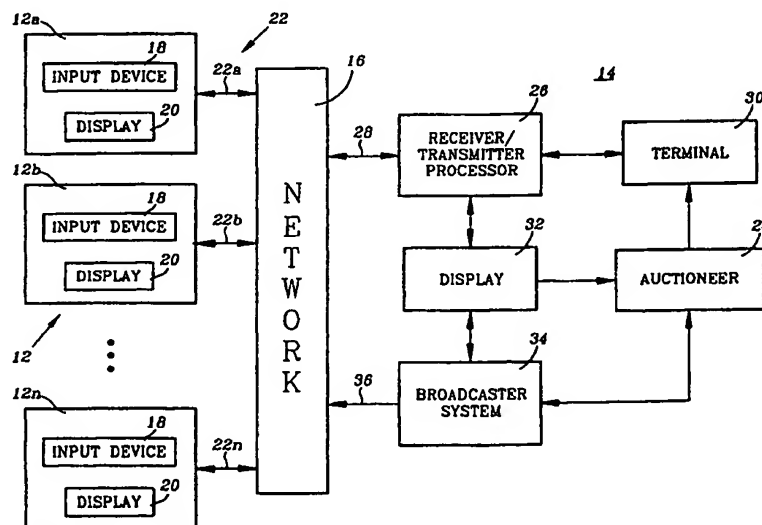 12a
22
18
INPUT DEVICE
22a
20
DISPLAY
16
14
28
26
RECEIVER/
TRANSMITTER
PROCESSOR
30
TERMINAL
12b
18
INPUT DEVICE
22b
20
DISPLAY
NETWORK
32
DISPLAY
AUCTIONEER
12
34
36
BROADCASTER
SYSTEM
12n
18
INPUT DEVICE
22n
20
DISPLAY